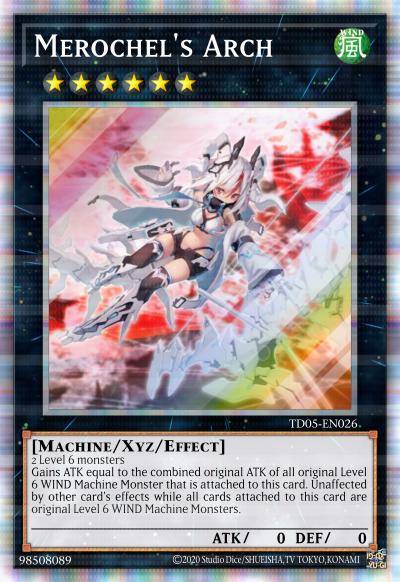 MEROCHEL'S ARCH
WIND
風
TD05-EN026
[MACHINE/XYZ/EFFECT]
2 Level 6 monsters
Gains ATK equal to the combined original ATK of all original Level
6 WIND Machine Monster that is attached to this card. Unaffected
by other card's effects while all cards attached to this card are
original Level 6 WIND Machine Monsters.
ATK/ 0 DEF/ 0
98508089 ©2020 Studio Dice/SHUEISHA,TV TOKYO,KONAMI